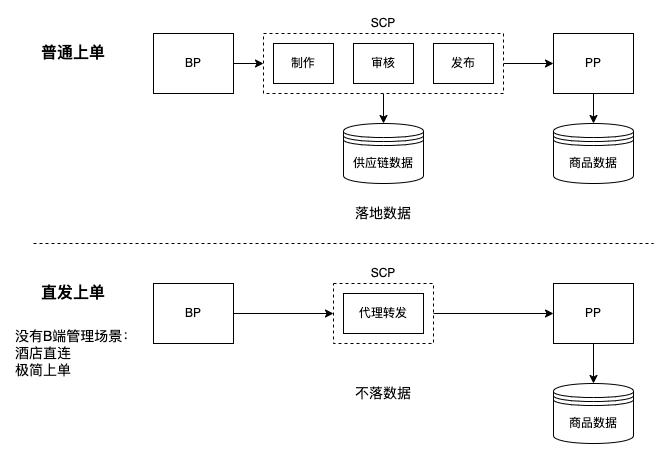 SCP
普通上单
BP
制作
审核
发布
PP
供应链数据
商品数据
落地数据
SCP
直发上单
BP
代理转发
PP
没有B端管理场景：
酒店直连
极简上单
不落数据
商品数据